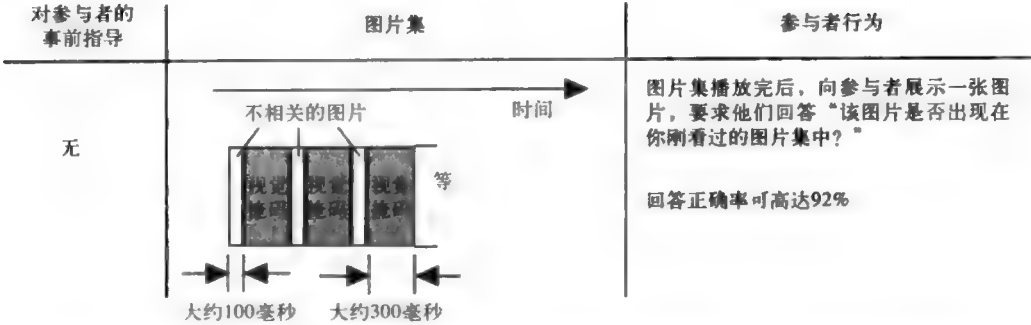 对参与者的
事前指导
图片集
参与者行为
无
时间
不相关的图片
视觉
掩码
视觉
掩码
视觉
掩码
等
大约100毫秒
大约300毫秒
图片集播放完后，向参与者展示一张图
片，要求他们回答“该图片是否出现在
你刚看过的图片集中？”
回答正确率可高达92%